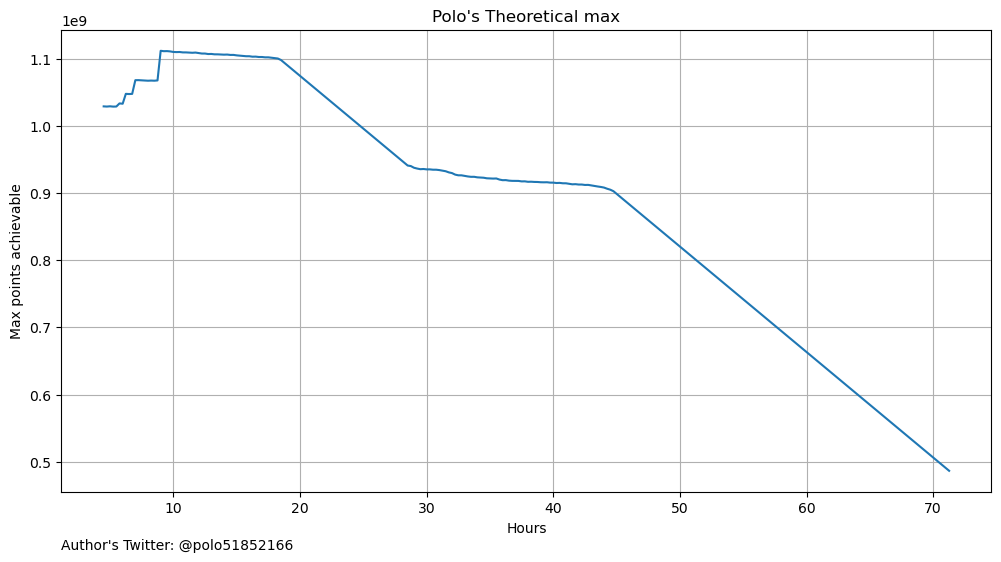 Polo's Theoretical max
1e9
1.1
1.0
0.9
0.8
0.7
0.6
0.5
Max points achievable
10 20 30 40 50 60 70
Hours
Author's Twitter: @polo51852166